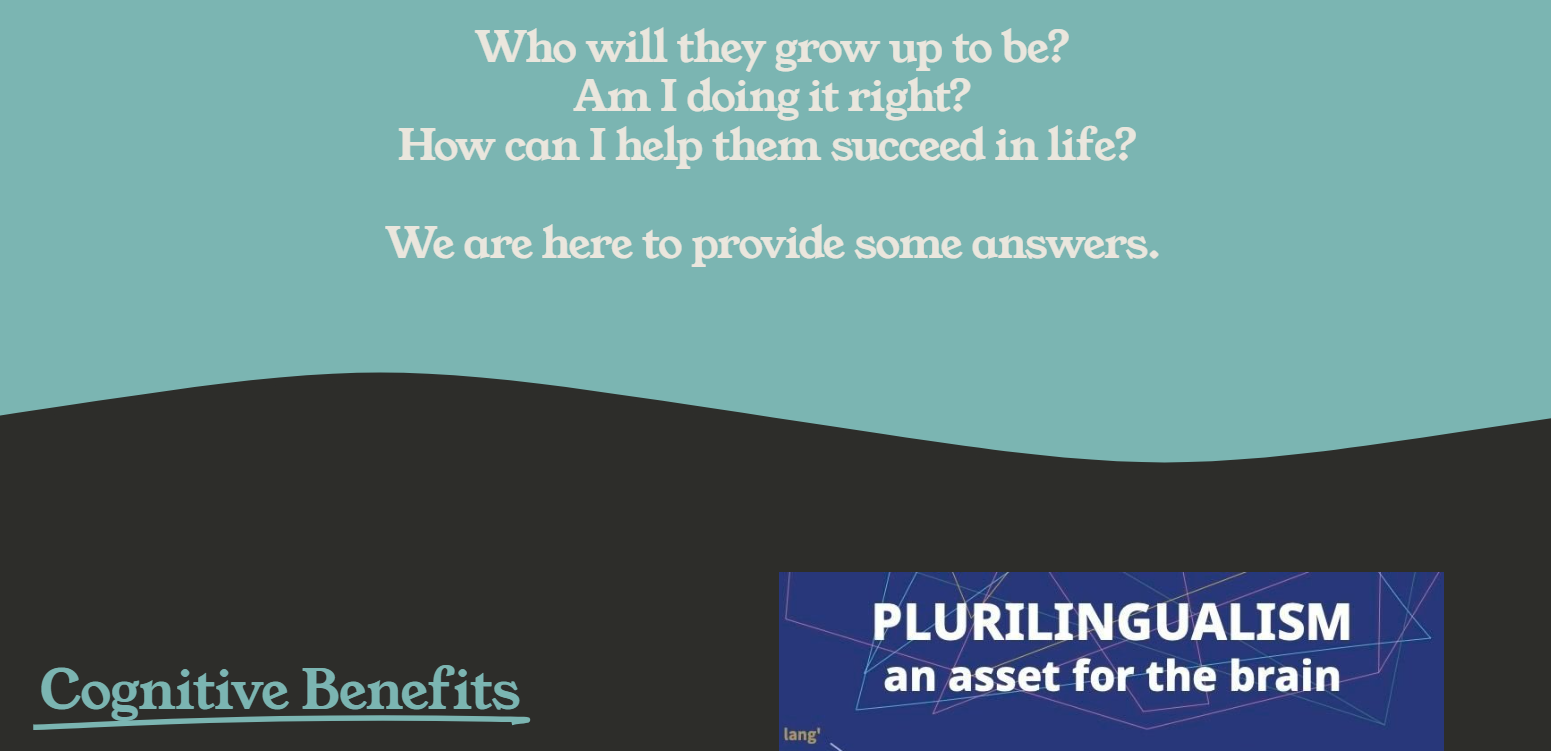 Who will they grow up to be?
Am I doing it right?
How can I help them succeed in life?
We are here to provide some answers.
Cognitive Benefits
PLURILINGUALISM
an asset for the brain
lang'